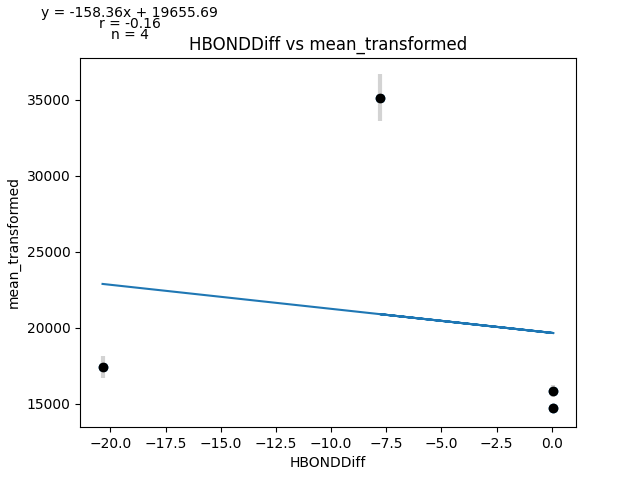 y = -158.36x + 19655.69
r = -0.16
n = 4
HBONDDiff vs mean_transformed
mean_transformed
35000
30000
25000
20000
15000
−20.0 −17.5 −15.0 −12.5 −10.0 −7.5 −5.0 −2.5 0.0
HBONDDiff